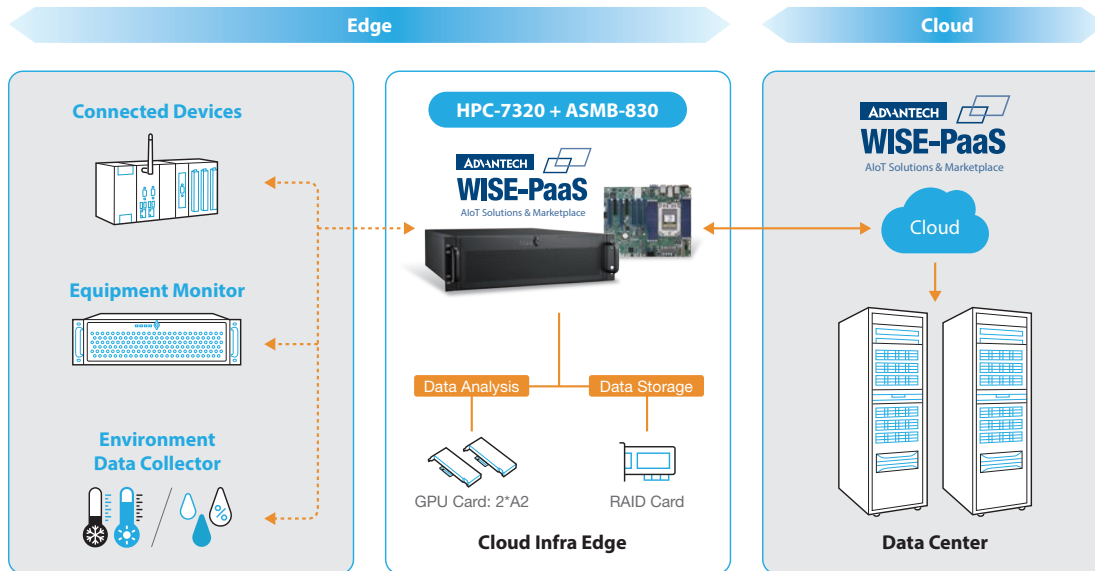 Edge
Cloud
Connected Devices
Equipment Monitor
Environment
Data Collector
%
HPC-7320 + ASMB-830
ADVANTECH
WISE-PaaS
AIoT Solutions & Marketplace
Data Analysis
Data Storage
GPU Card: 2*A2
RAID Card
Cloud Infra Edge
ADVANTECH
WISE-PaaS
AIoT Solutions & Marketplace
Cloud
Data Center